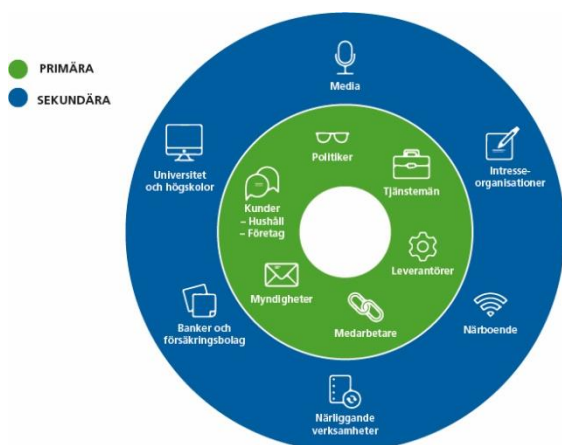 PRIMÄRA
SEKUNDÄRA
Media
Intresse-
organisationer
Närboende
Närliggande
verksamheter
Banker och
försäkringsbolag
Universitet
och högskolor
Politiker
Tjänstemän
Leverantörer
Medarbetare
Myndigheter
Kunder
– Hushåll
– Företag